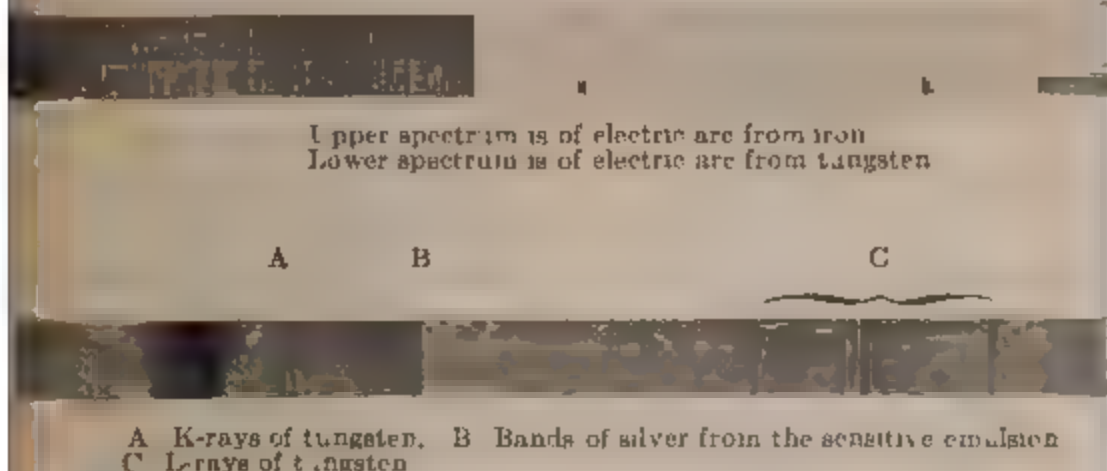 Upper spectrum is of electric arc from iron
Lower spectrum is of electric arc from tungsten
A B C
A K-rays of tungsten. B Bands of silver from the sensitive emulsion
C L-rays of tungsten